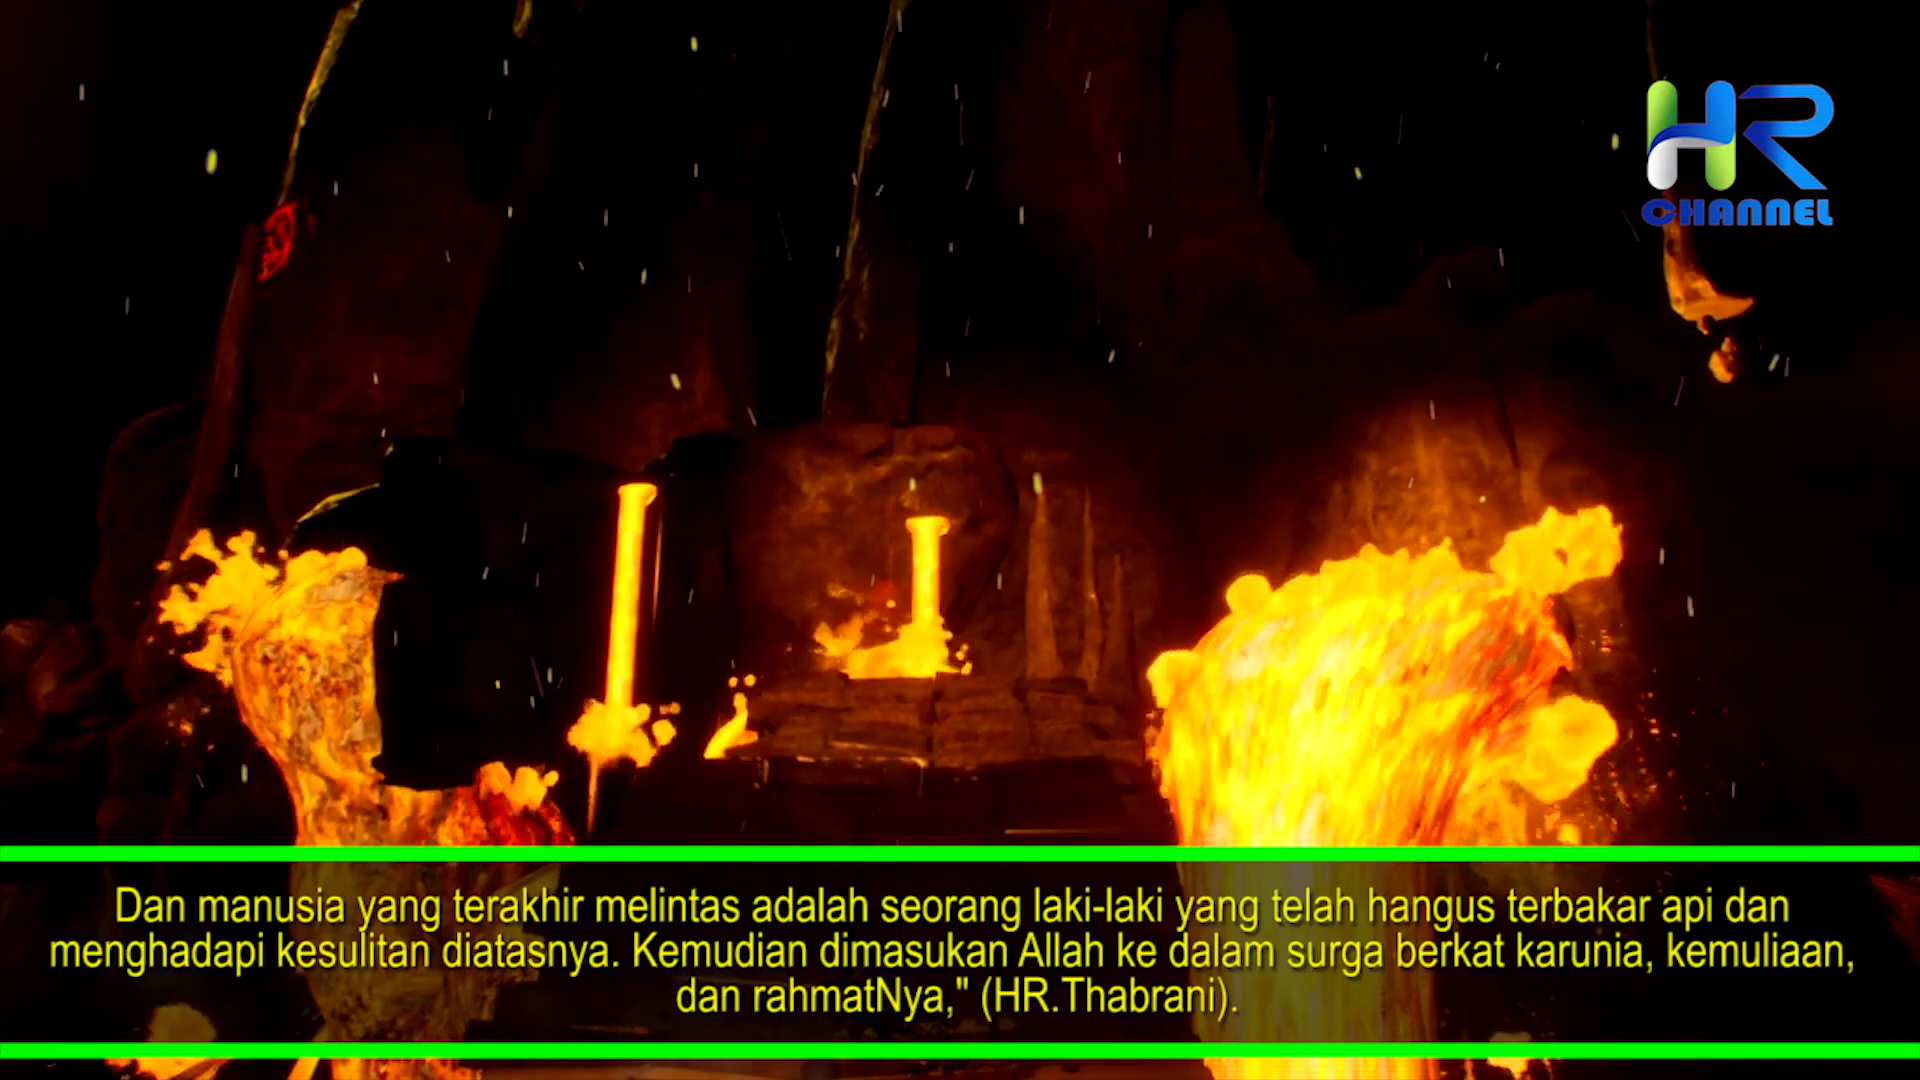 HR
CHANNEL
Dan manusia yang terakhir melintas adalah seorang laki-laki yang telah hangus terbakar api dan
menghadapi kesulitan diatasnya. Kemudian dimasukan Allah ke dalam surga berkat karunia, kemuliaan,
dan rahmatNya," (HR.Thabrani).